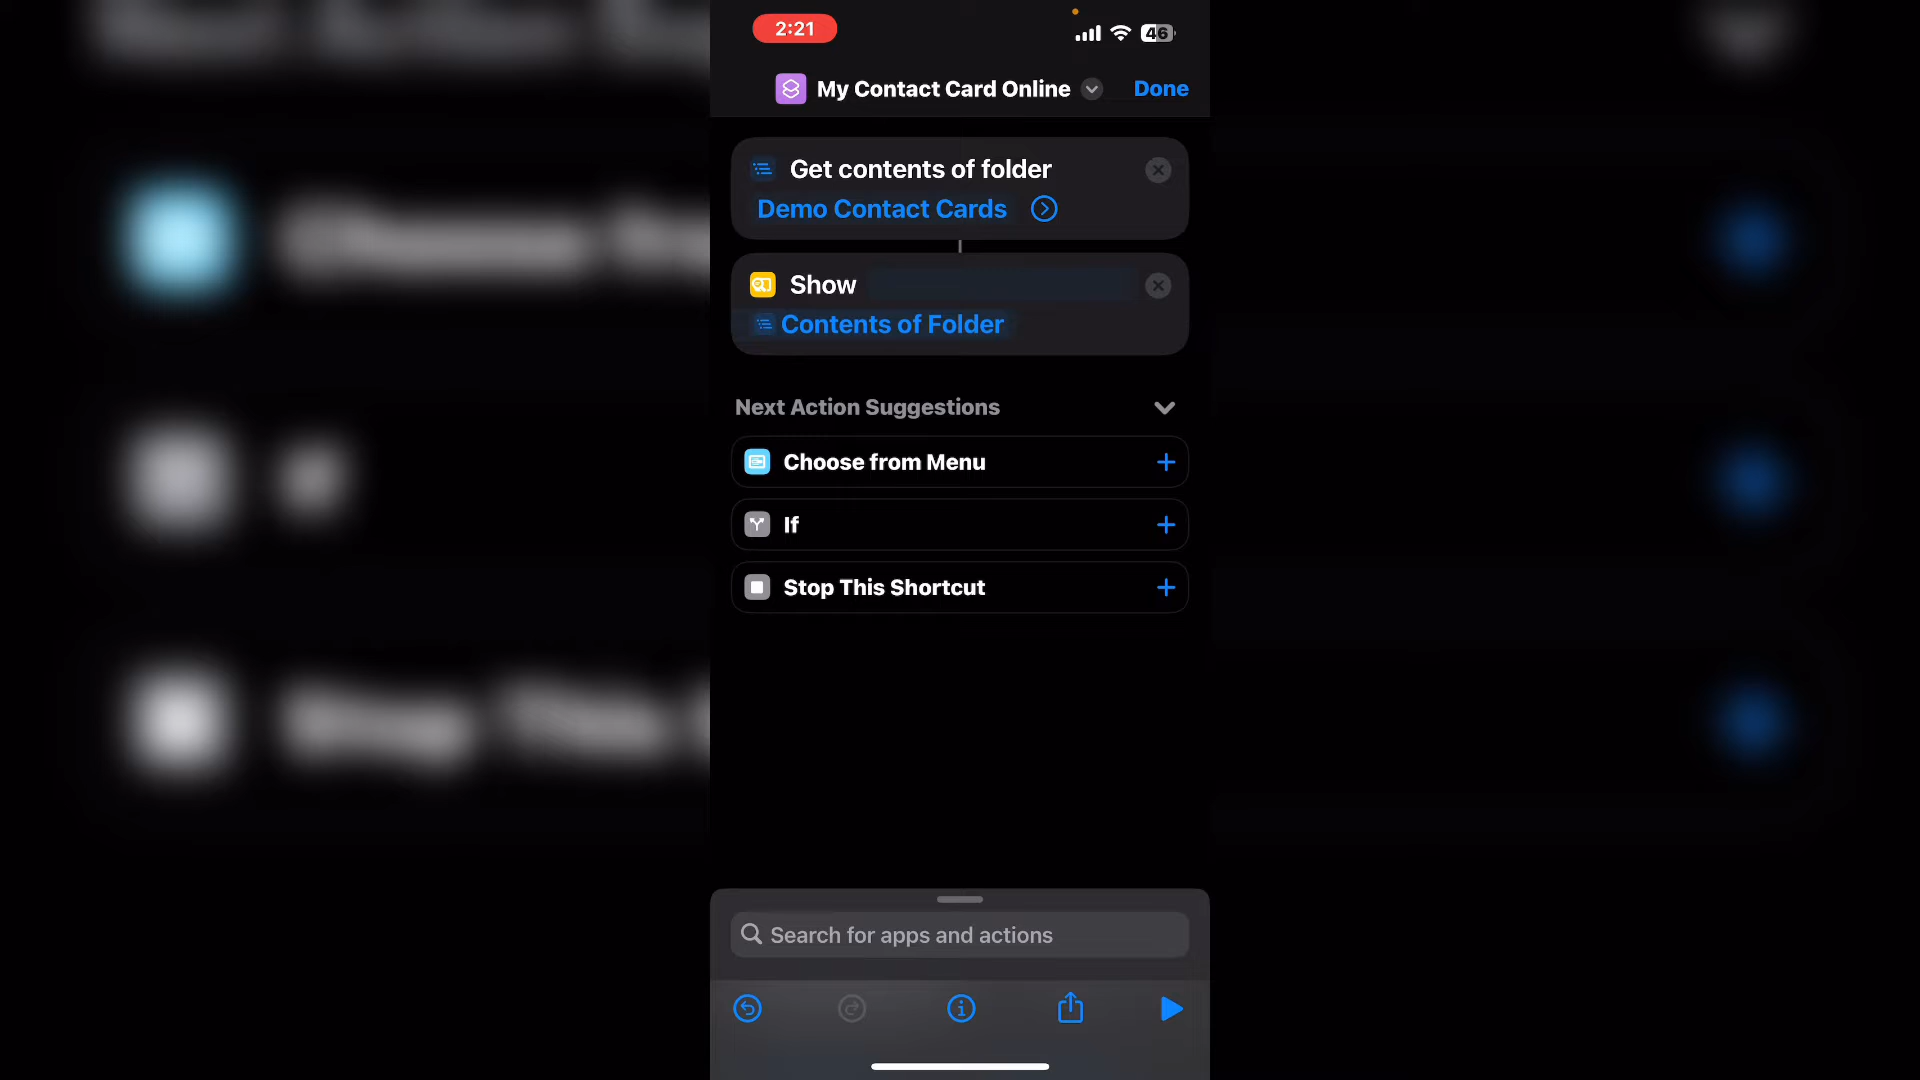 2:21
46
My Contact Card Online
Done
Get contents of folder
Demo Contact Cards
Show
Contents of Folder
Next Action Suggestions
Choose from Menu
If
Stop This Shortcut
Search for apps and actions